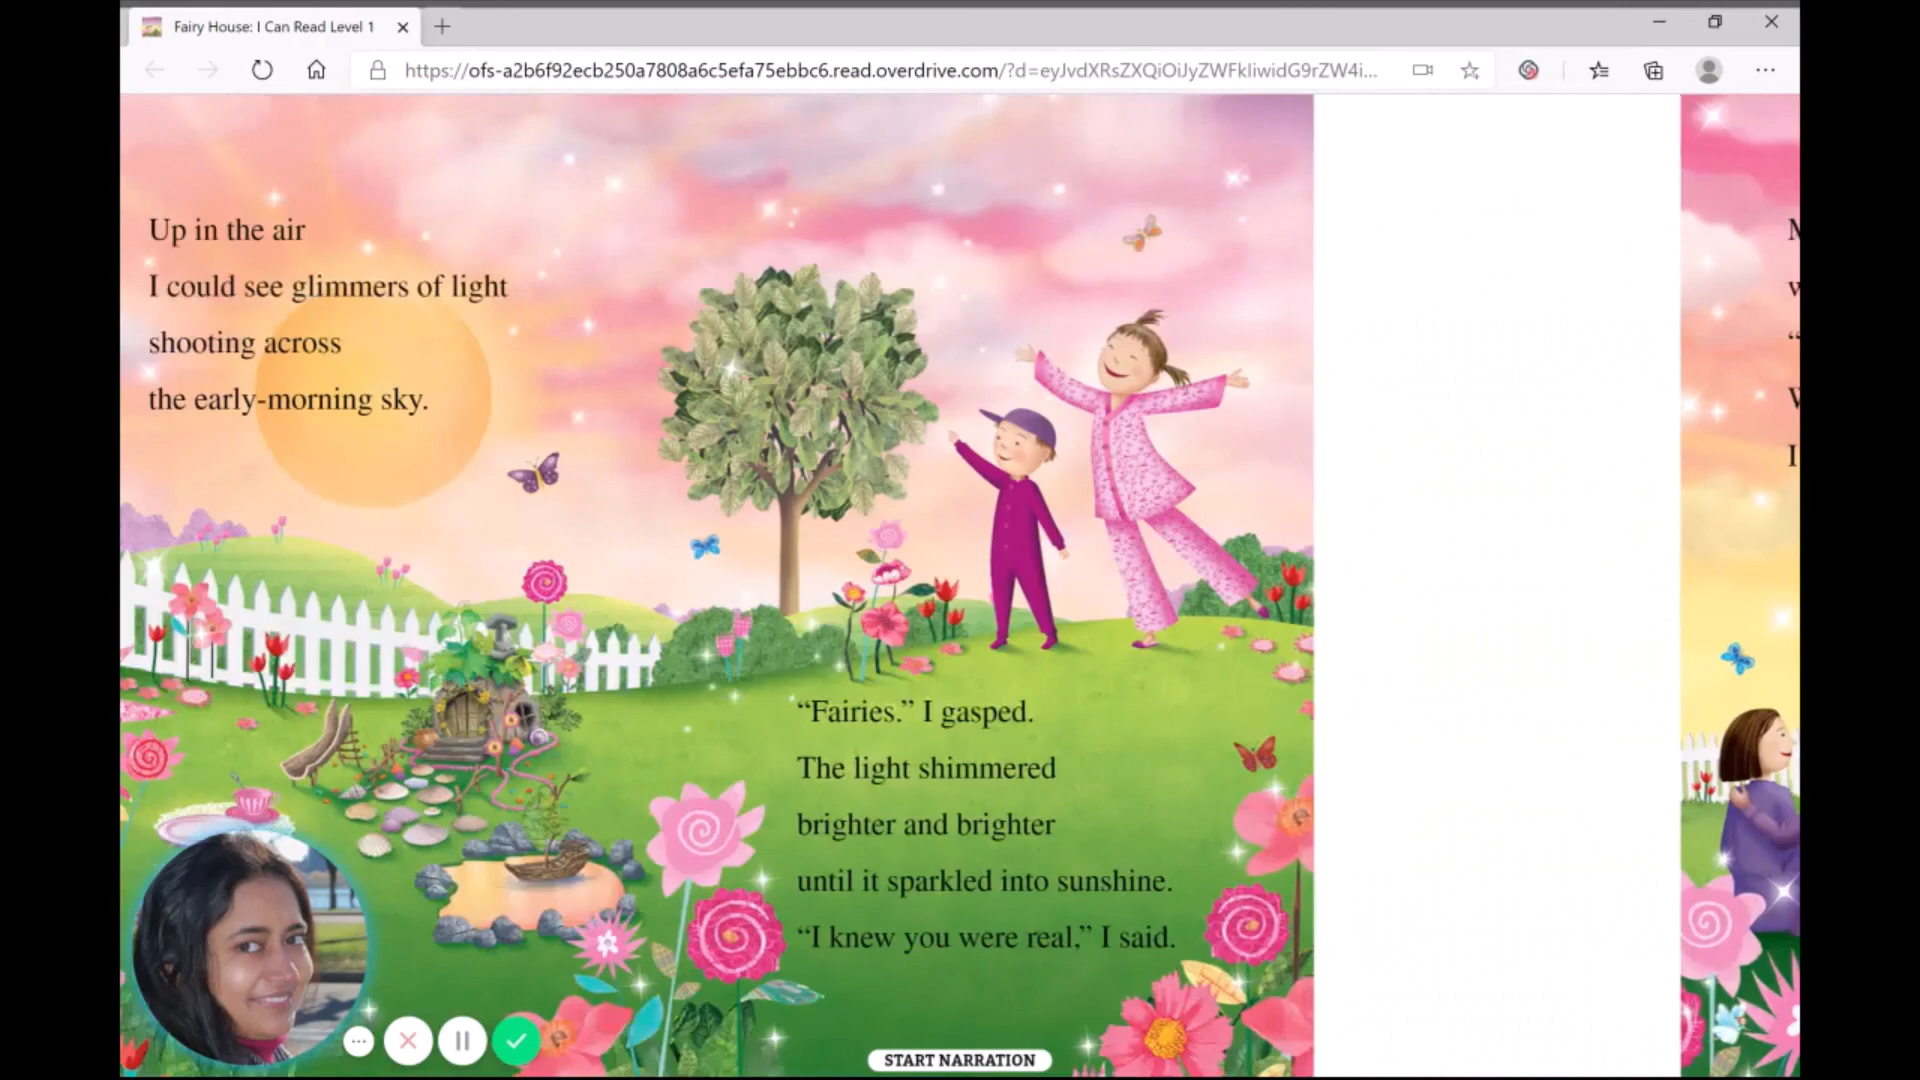 Fairy House: I Can Read Level 1
https://ofs-a2b6f92ecb250a7808a6c5efa75ebbc6.read.overdrive.com/?d=eyJvdXRsZXQiOiJyZWFkIiwidG9rZW4i...
Up in the air
I could see glimmers of light
shooting across
the early-morning sky.
“Fairies.” I gasped.
The light shimmered
brighter and brighter
until it sparkled into sunshine.
“I knew you were real,” I said.
START NARRATION